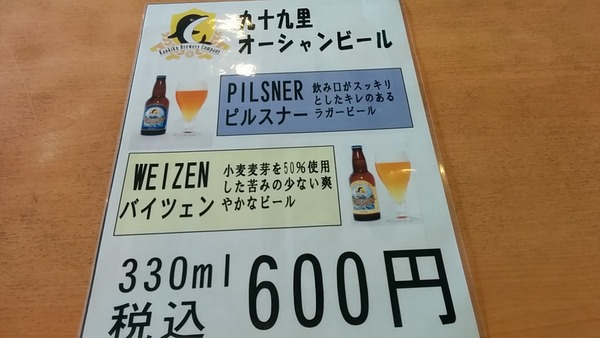 九十九里
オーシャンビール
Kankiku Brewery Company
PILSNER
ピルスナー
飲み口がスッキリ
としたキレのある
ラガービール
WEIZEN
バイツェン
小麦麦芽を50%使用
した苦みの少ない爽
やかなビール
330ml
税込
600円